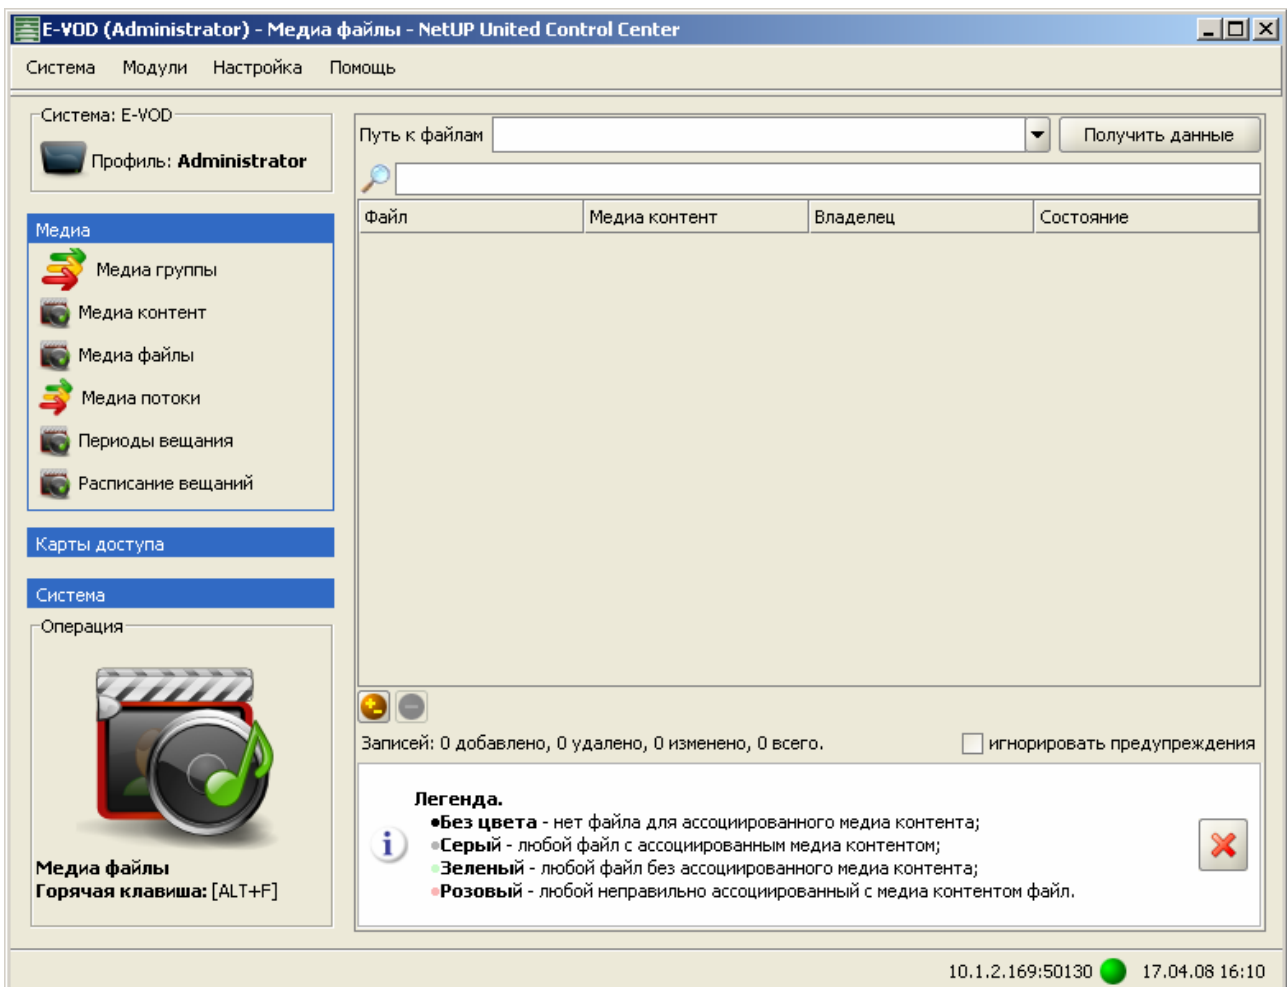 E-VOD (Administrator) - Медиа файлы - NetUP United Control Center
Система Модули Настройка Помощь
Система: E-VOD
Профиль: Administrator
Медиа
Медиа группы
Медиа контент
Медиа файлы
Медиа потоки
Периоды вещания
Расписание вещаний
Карты доступа
Система
Операция
Медиа файлы
Горячая клавиша: [ALT+F]
Путь к файлам Получить данные
Файл Медиа контент Владелец Состояние
Записей: 0 добавлено, 0 удалено, 0 изменено, 0 всего. игнорировать предупреждения
Легенда.
•Без цвета - нет файла для ассоциированного медиа контента;
•Серый - любой файл с ассоциированным медиа контентом;
•Зеленый - любой файл без ассоциированного медиа контента;
•Розовый - любой неправильно ассоциированный с медиа контентом файл.
10.1.2.169:50130 17.04.08 16:10